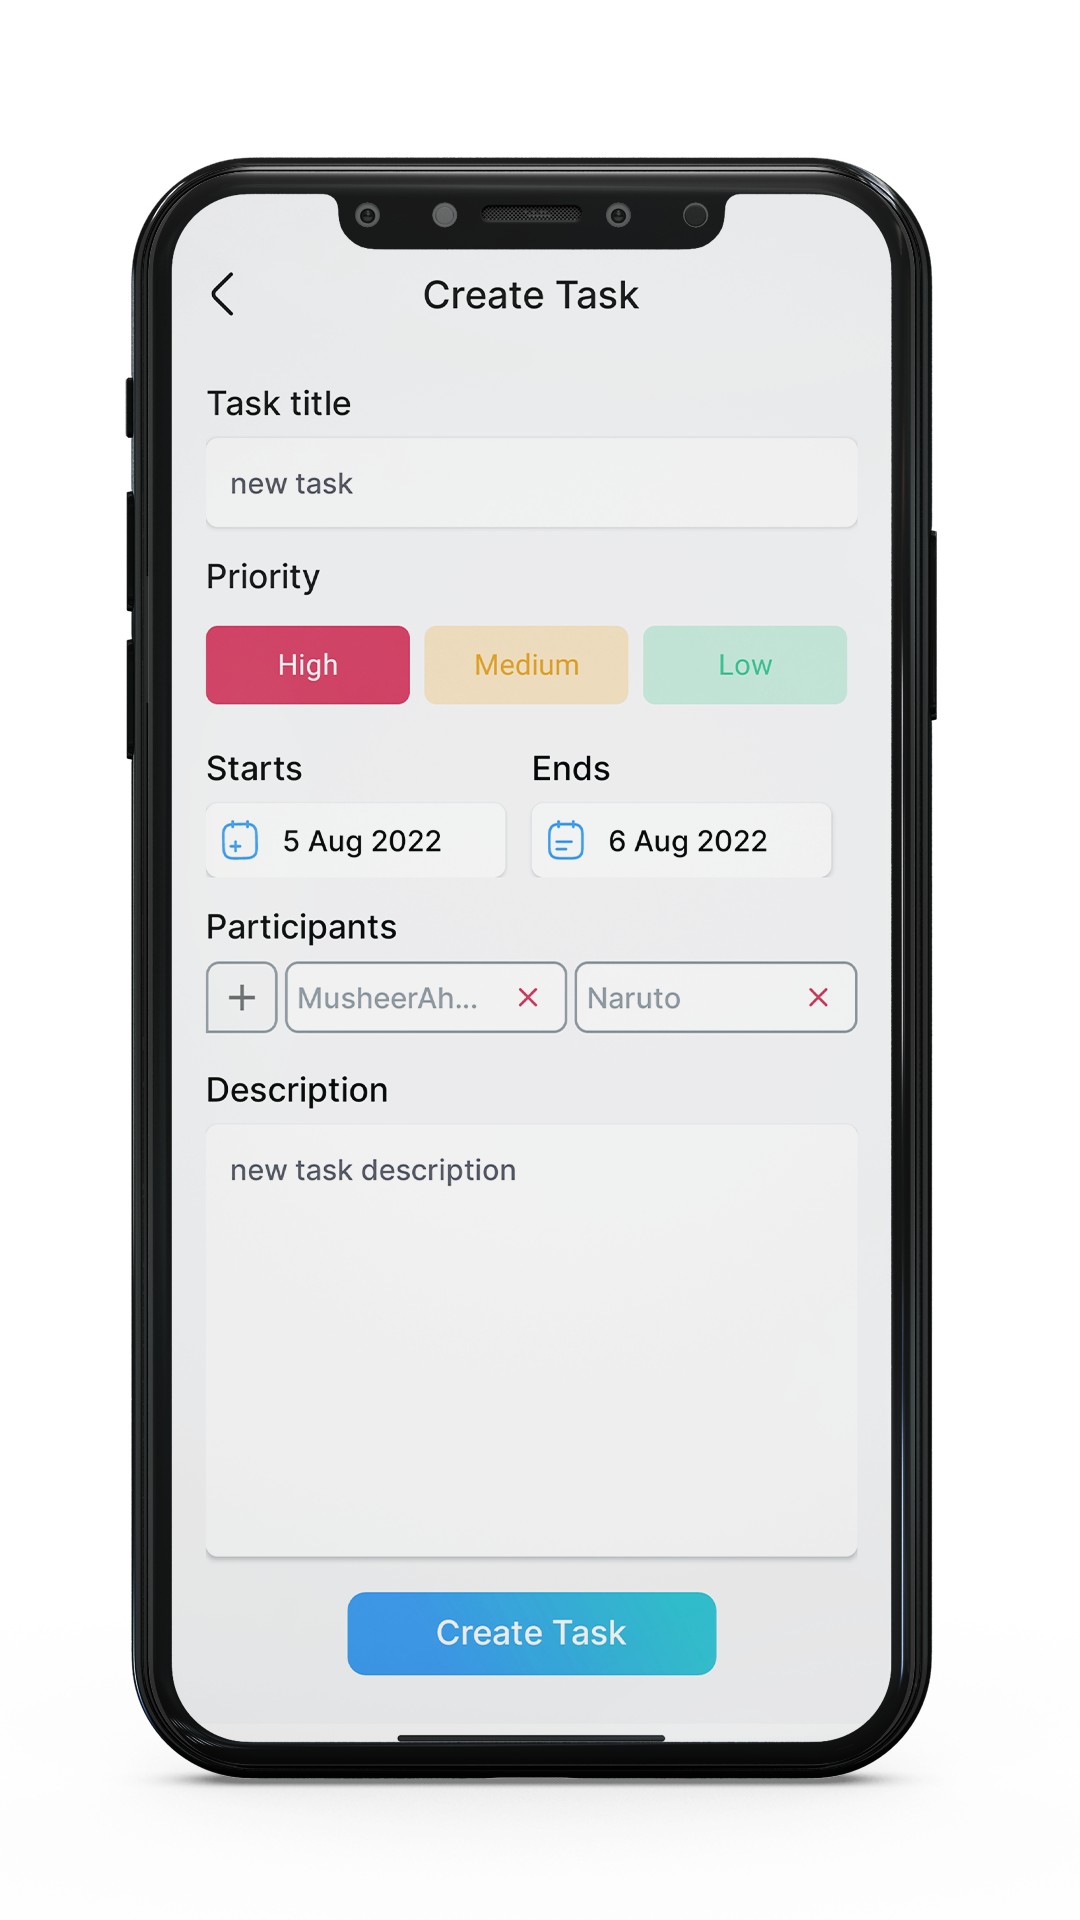 Create Task
Task title
new task
Priority
High Medium Low
Starts Ends
5 Aug 2022 6 Aug 2022
Participants
+ MusheerAh... × Naruto ×
Description
new task description
Create Task